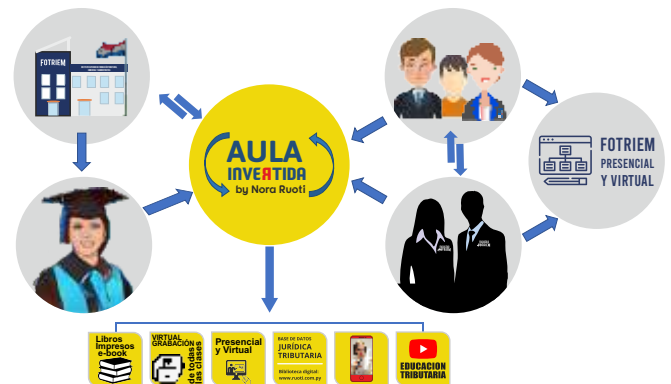 FOTRIEM
AULA
INVEЯTIDA
by Nora Ruoti
FOTRIEM
PRESENCIAL
Y VIRTUAL
Libros
Impresos
e-book
VIRTUAL
GRABACIÓN
de todas
las clases
Presencial
y Virtual
BASE DE DATOS
JURÍDICA
TRIBUTARIA
Biblioteca digital:
www.ruoti.com.py
EDUCACION
TRIBUTARIA